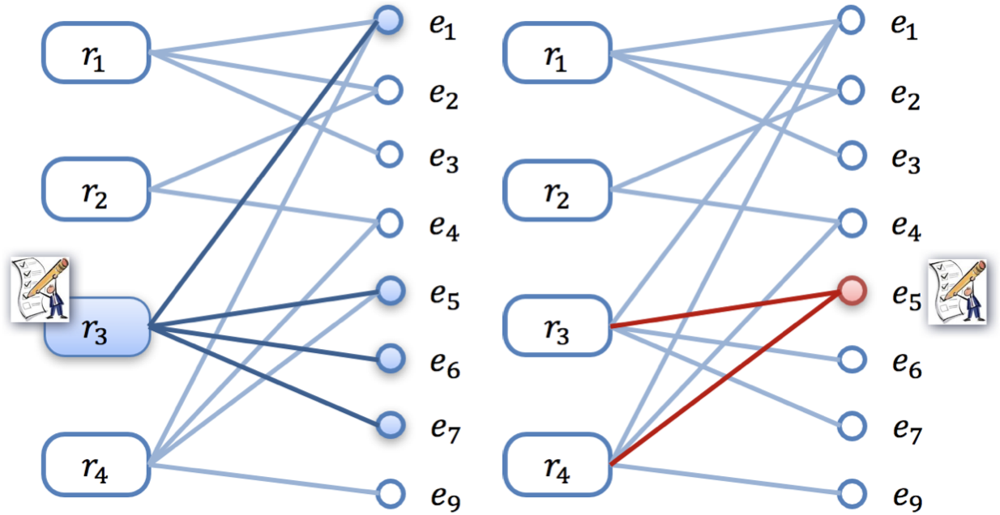 r₁
r₂
r₃
r₄
e₁
e₂
e₃
e₄
e₅
e₆
e₇
e₉
r₁
r₂
r₃
r₄
e₁
e₂
e₃
e₄
e₅
e₆
e₇
e₉